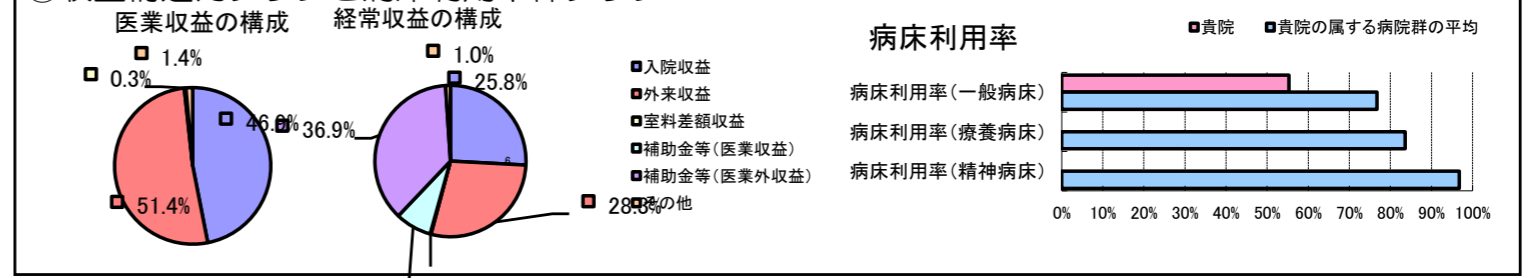 医業収益の構成
経常収益の構成
1.4%
0.3%
46.9%
51.4%
1.0%
25.8%
36.9%
28.3%
6
入院収益
外来収益
室料差額収益
補助金等(医業収益)
補助金等(医業外収益)
その他
病床利用率
貴院
貴院の属する病院群の平均
病床利用率(一般病床)
病床利用率(療養病床)
病床利用率(精神病床)
0% 10% 20% 30% 40% 50% 60% 70% 80% 90% 100%